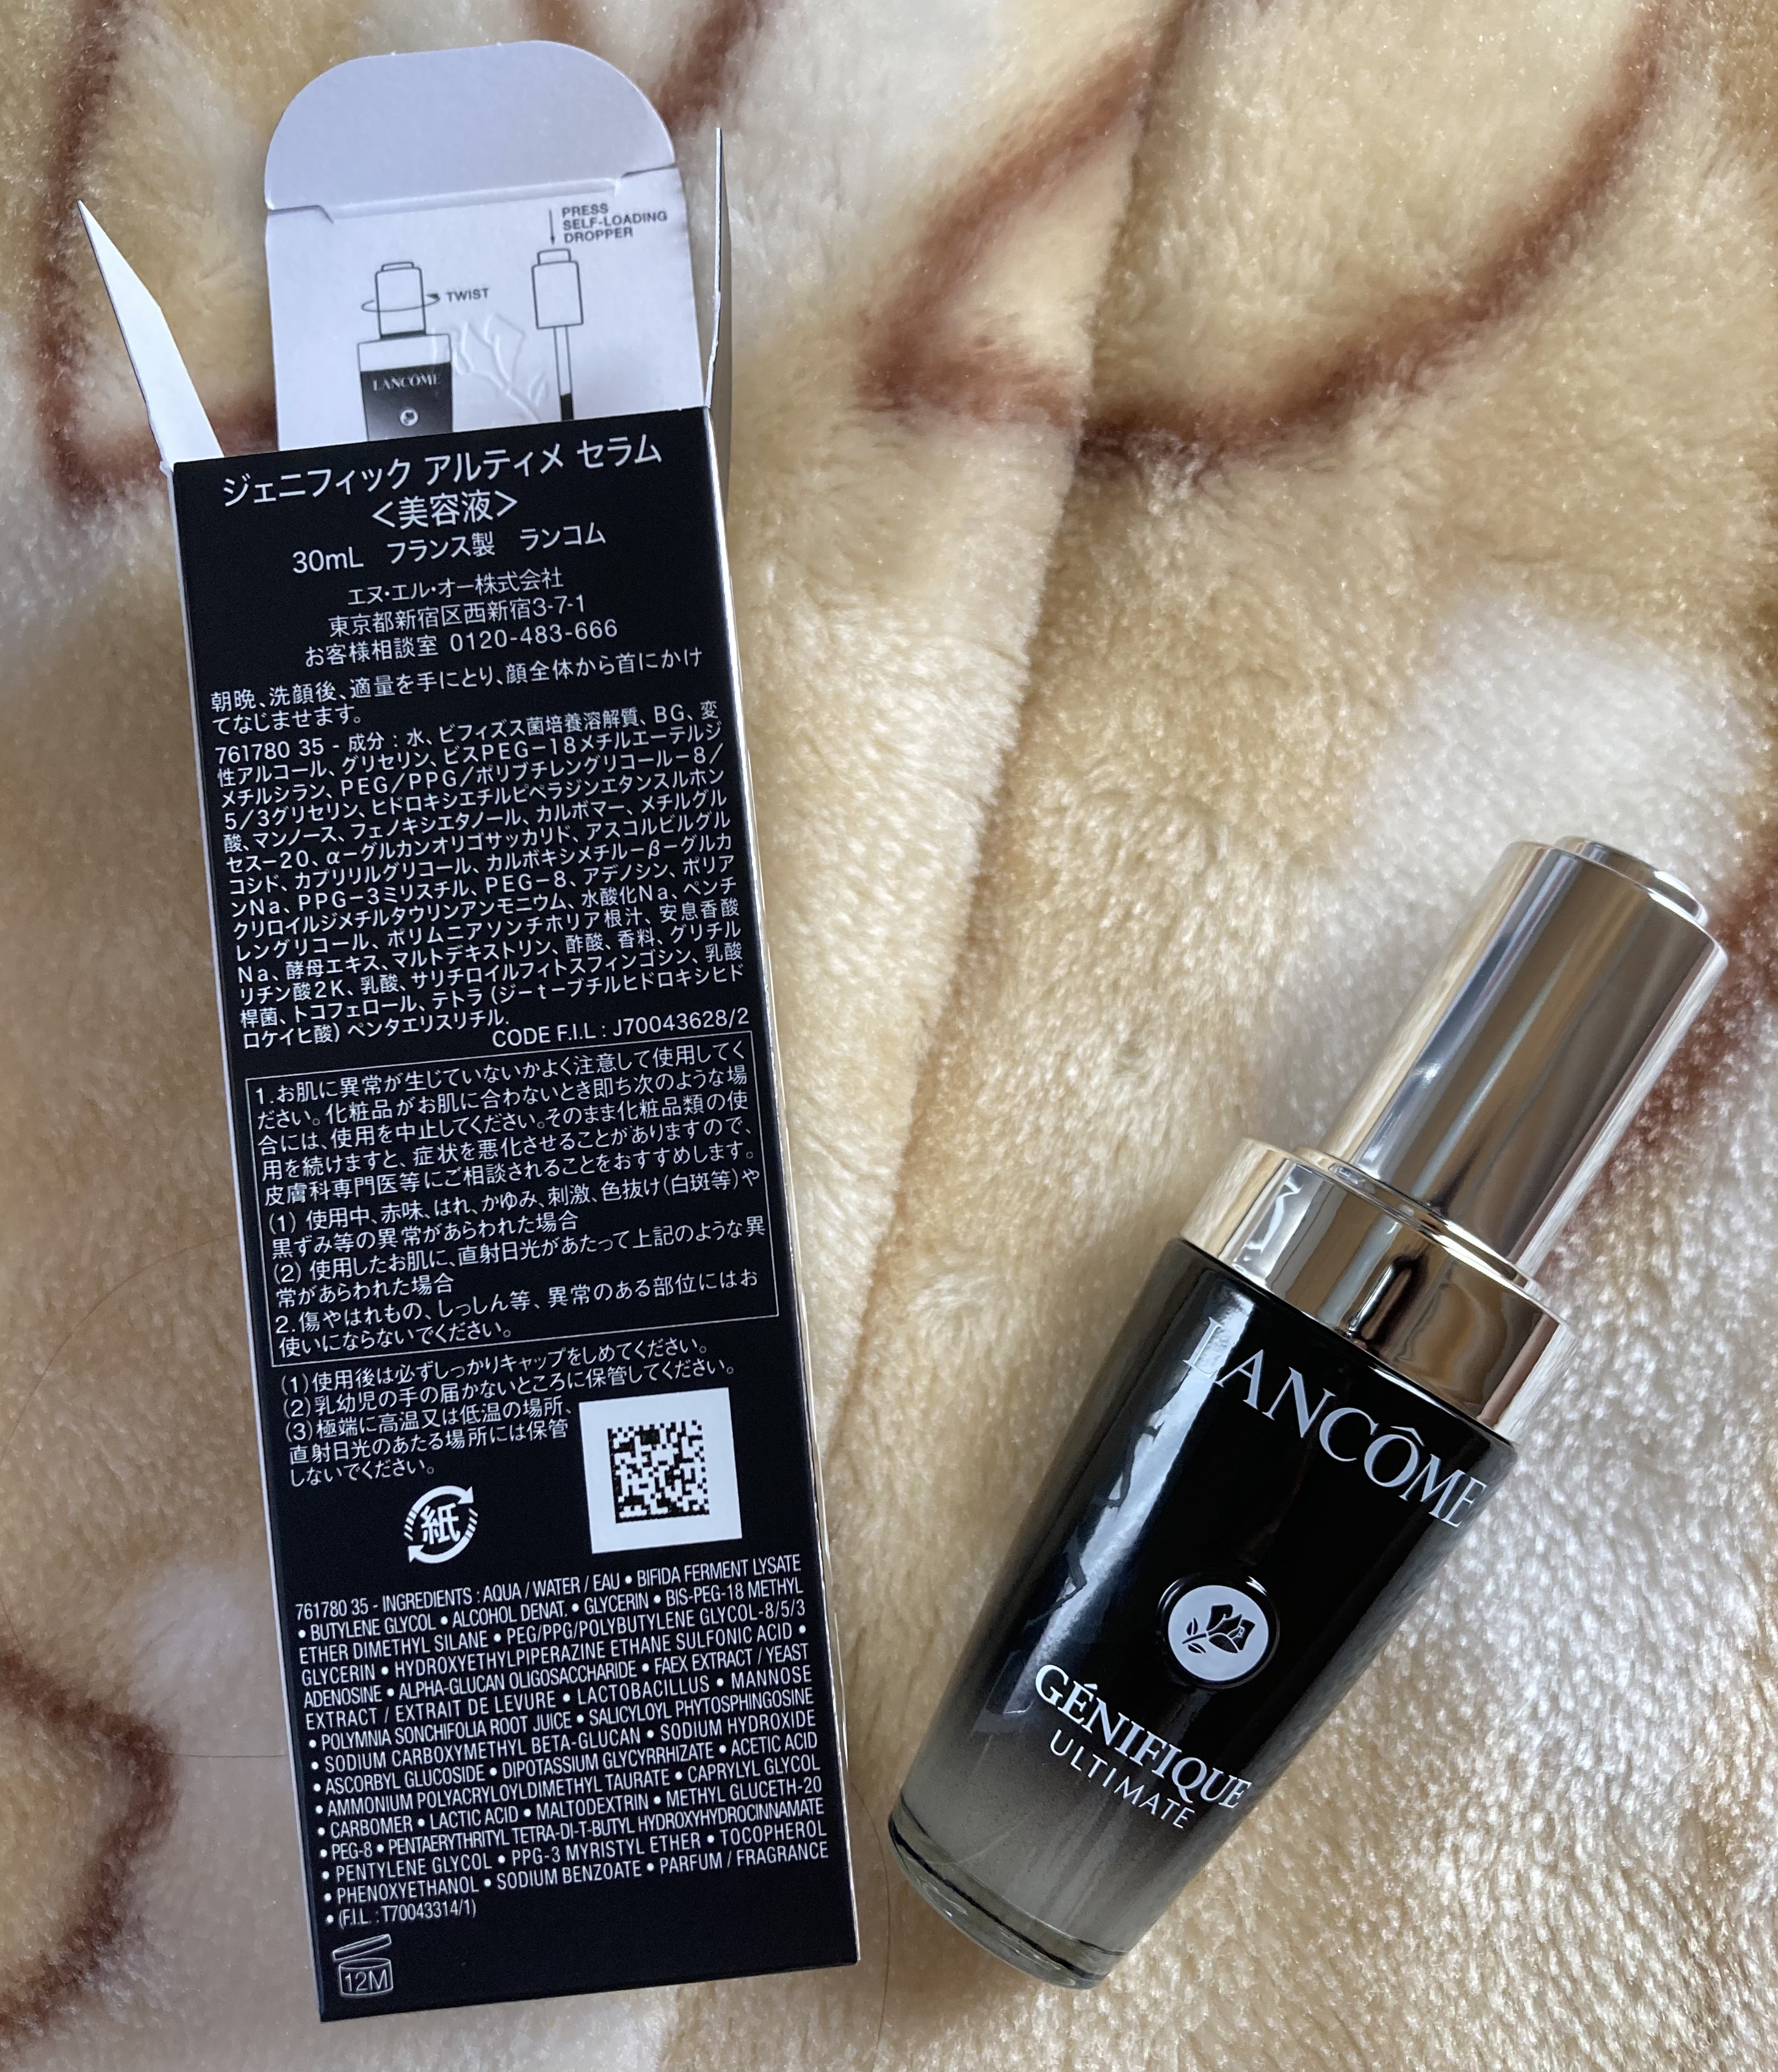 PRESS
SELF-LOADING
DROPPER
TWIST
LANCÔME
ジェニフィック アルティメ セラム
<美容液>
30mL フランス製 ランコム
エヌ・エル・オー株式会社
東京都新宿区西新宿3-7-1
お客様相談室 0120-483-666
朝晩、洗顔後、適量を手にとり、顔全体から首にかけ
てなじませます。
761780 35 - 成分 : 水、ビフィズス菌培養溶解質、BG、変
性アルコール、グリセリン、ビスPEG－18メチルエーテルジ
メチルシラン、PEG／PPG／ポリブチレングリコール－8／
5／3グリセリン、ヒドロキシエチルピペラジンエタンスルホン
酸、マンノース、フェノキシエタノール、カルボマー、メチルグル
セス－20、α－グルカンオリゴサッカリド、アスコルビルグル
コシド、カプリリルグリコール、カルボキシメチル－β－グルカ
ンNa、PPG－3ミリスチル、PEG－8、アデノシン、ポリア
クリロイルジメチルタウリンアンモニウム、水酸化Na、ペンチ
レングリコール、ポリムニアソンチホリア根汁、安息香酸
Na、酵母エキス、マルトデキストリン、酢酸、香料、グリチル
リチン酸2K、乳酸、サリチロイルフィトスフィンゴシン、乳酸
桿菌、トコフェロール、テトラ（ジーｔーブチルヒドロキシヒド
ロケイヒ酸）ペンタエリスリチル.
CODE F.I.L : J70043628/2
1.お肌に異常が生じていないかよく注意して使用してく
ださい。化粧品がお肌に合わないとき即ち次のような場
合には、使用を中止してください。そのまま化粧品類の使
用を続けますと、症状を悪化させることがありますので、
皮膚科専門医等にご相談されることをおすすめします。
(1) 使用中、赤味、はれ、かゆみ、刺激、色抜け(白斑等)や
黒ずみ等の異常があらわれた場合
(2) 使用したお肌に、直射日光があたって上記のような異
常があらわれた場合
2.傷やはれもの、しっしん等、異常のある部位にはお
使いにならないでください。
(1)使用後は必ずしっかりキャップをしめてください。
(2)乳幼児の手の届かないところに保管してください。
(3)極端に高温又は低温の場所、
直射日光のあたる場所には保管
しないでください。
紙
761780 35 - INGREDIENTS : AQUA / WATER / EAU • BIFIDA FERMENT LYSATE
• BUTYLENE GLYCOL • ALCOHOL DENAT. • GLYCERIN • BIS-PEG-18 METHYL
ETHER DIMETHYL SILANE • PEG/PPG/POLYBUTYLENE GLYCOL-8/5/3
GLYCERIN • HYDROXYETHYLPIPERAZINE ETHANE SULFONIC ACID •
ADENOSINE • ALPHA-GLUCAN OLIGOSACCHARIDE • FAEX EXTRACT / YEAST
EXTRACT / EXTRAIT DE LEVURE • LACTOBACILLUS • MANNOSE
• POLYMNIA SONCHIFOLIA ROOT JUICE • SALICYLOYL PHYTOSPHINGOSINE
• SODIUM CARBOXYMETHYL BETA-GLUCAN • SODIUM HYDROXIDE
• ASCORBYL GLUCOSIDE • DIPOTASSIUM GLYCYRRHIZATE • ACETIC ACID
• AMMONIUM POLYACRYLOYLDIMETHYL TAURATE • CAPRYLYL GLYCOL
• CARBOMER • LACTIC ACID • MALTODEXTRIN • METHYL GLUCETH-20
• PEG-8 • PENTAERYTHRITYL TETRA-DI-T-BUTYL HYDROXYHYDROCINNAMATE
• PENTYLENE GLYCOL • PPG-3 MYRISTYL ETHER • TOCOPHEROL
• PHENOXYETHANOL • SODIUM BENZOATE • PARFUM / FRAGRANCE
• (F.I.L. : T70043314/1)
12M
LANCÔME
GÉNIFIQUE
ULTIMATE